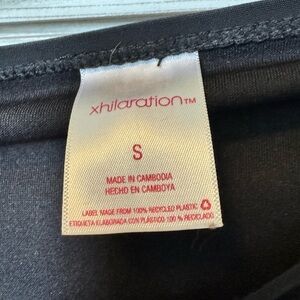 xhilaration™
S
MADE IN CAMBODIA
HECHO EN CAMBOYA
LABEL MADE FROM 100% RECYCLED PLASTIC
ETIQUETA ELABORADA CON PLÁSTICO 100 % RECICLADO